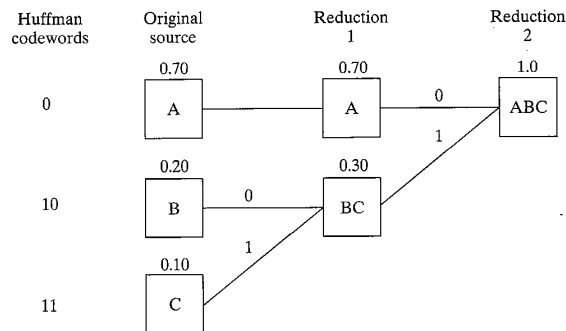 Huffman codewords Original source Reduction 1 Reduction 2
0.70 0.70 1.0
0 A A 0 ABC
1
0.20 0.30
10 B 0 BC
1
0.10
11 C